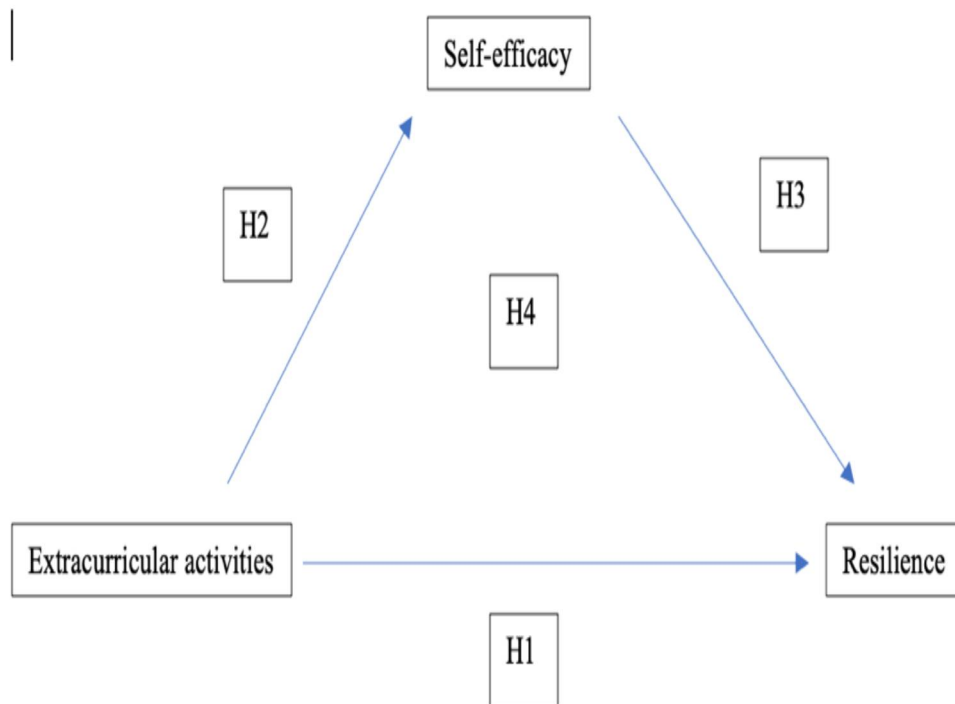 Self-efficacy
H2
H3
H4
Extracurricular activities
Resilience
H1